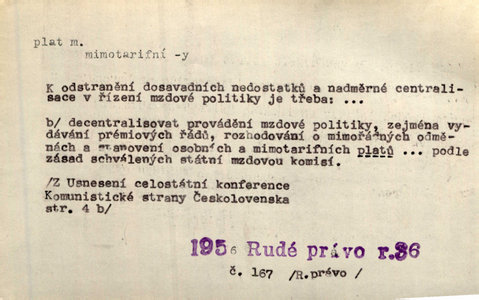 plat m.
mimotarifní -y
K odstranění dosavadních nedostatků a nadměrné centrali-
sace v řízení mzdové politiky je třeba: ...
b/ decentralisovat provádění mzdové politiky, zejména vy-
dávání prémiových řádů, rozhodování o mimořádných odmě-
nách a stanovení osobních a mimotarifních platů ... podle
zásad schválených státní mzdovou komisí.
/Z Usnesení celostátní konference
Komunistické strany Českolovenska
str. 4 b/
1956 Rudé právo r.36
č. 167 /R.právo /